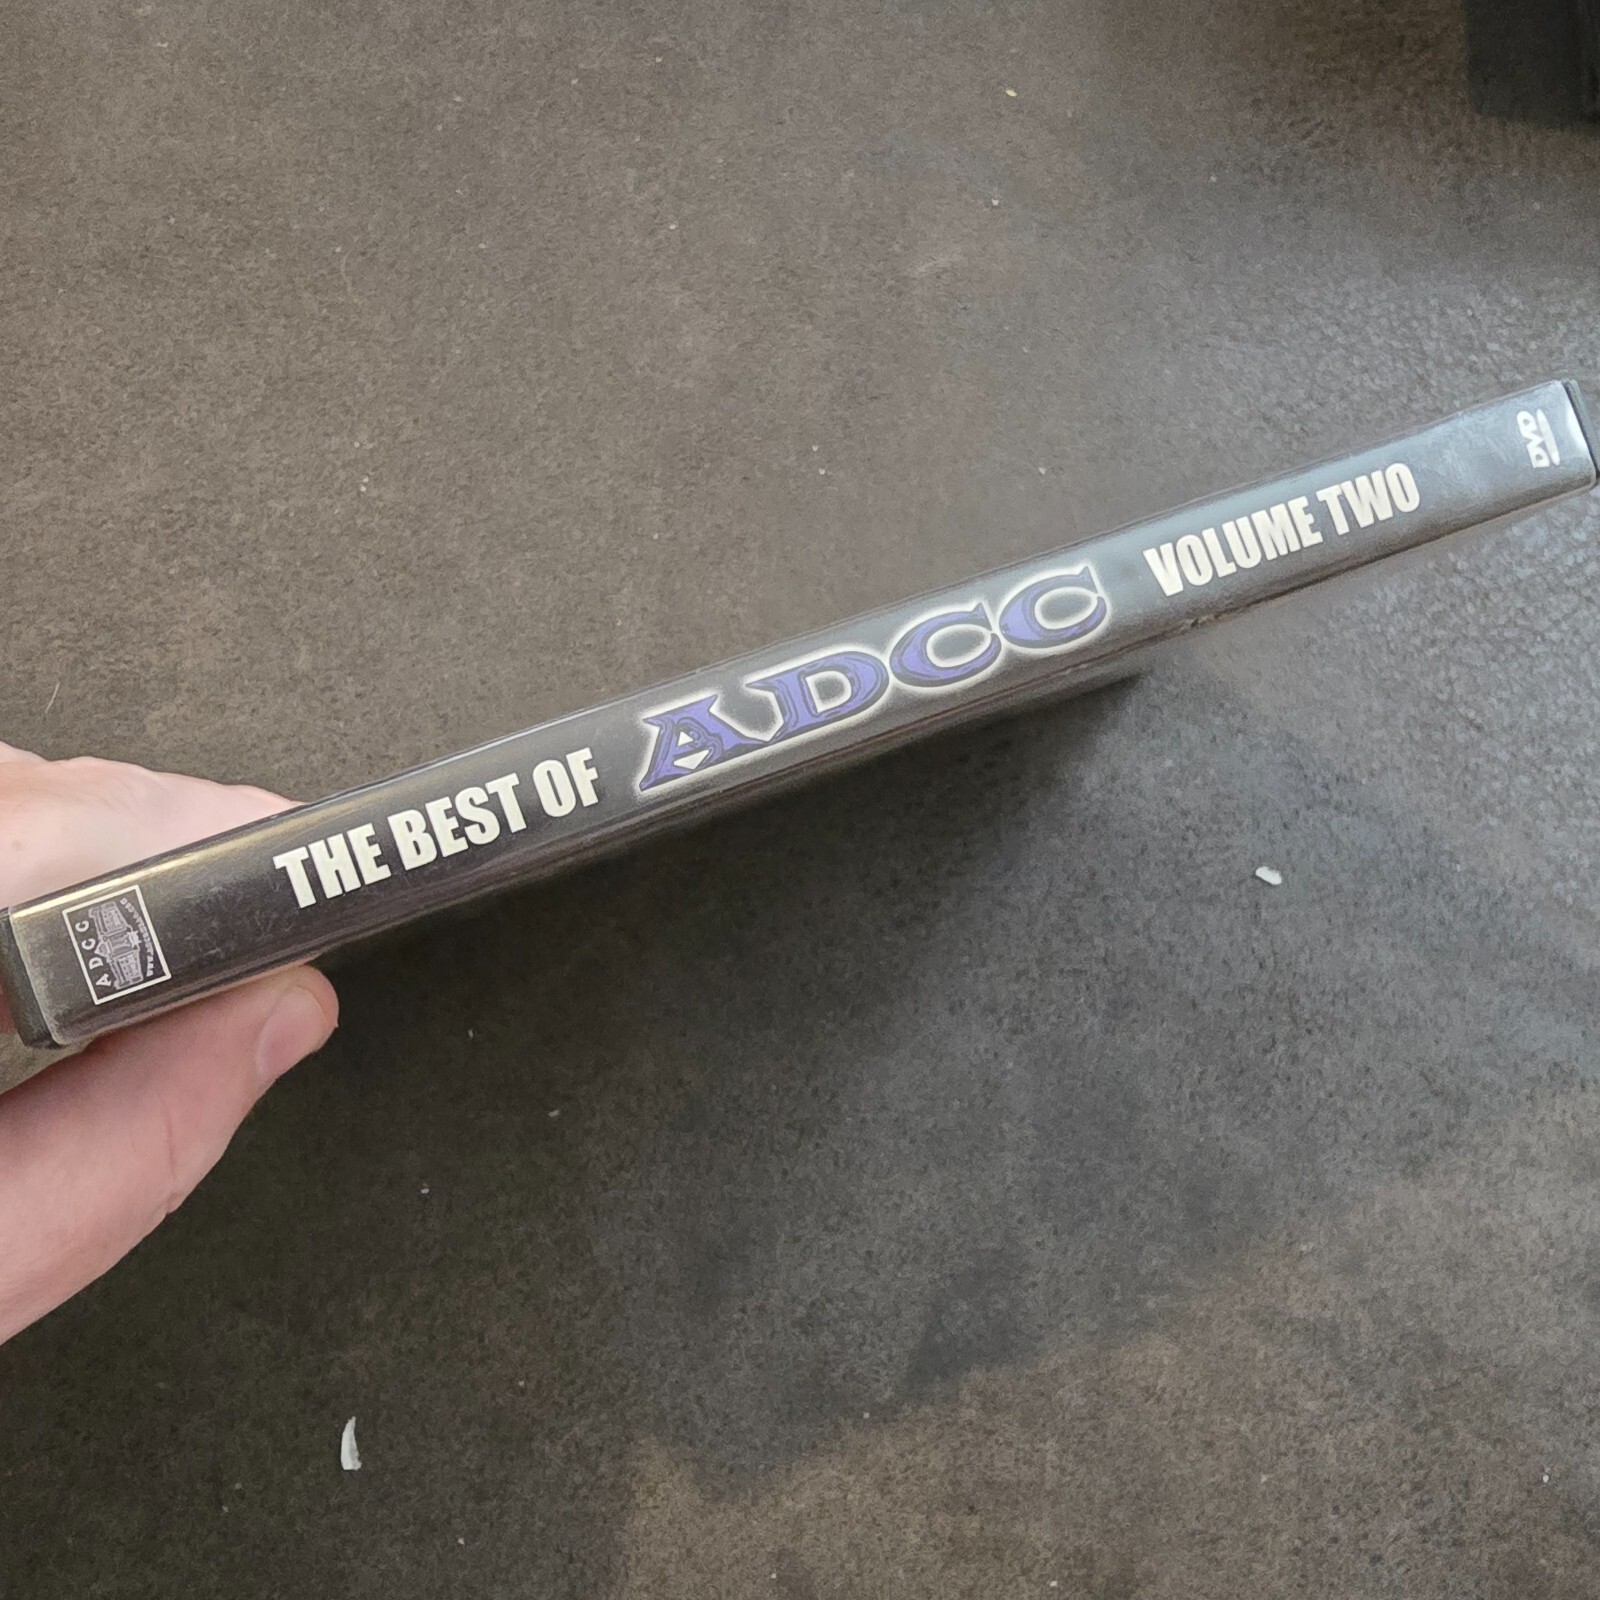 THE BEST OF ADCC VOLUME TWO
DVD
ADCC